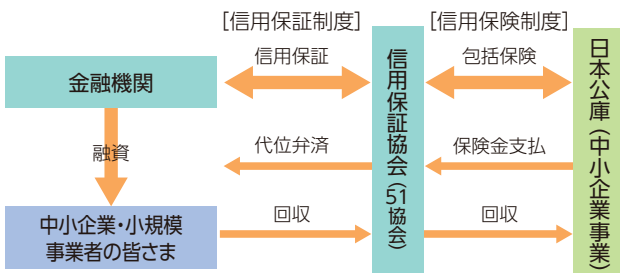 [信用保証制度]
[信用保険制度]
信用保証
包括保険
金融機関
融資
代位弁済
保険金支払
中小企業・小規模
事業者の皆さま
回収
回収
信用保証協会(51協会)
日本公庫(中小企業事業)